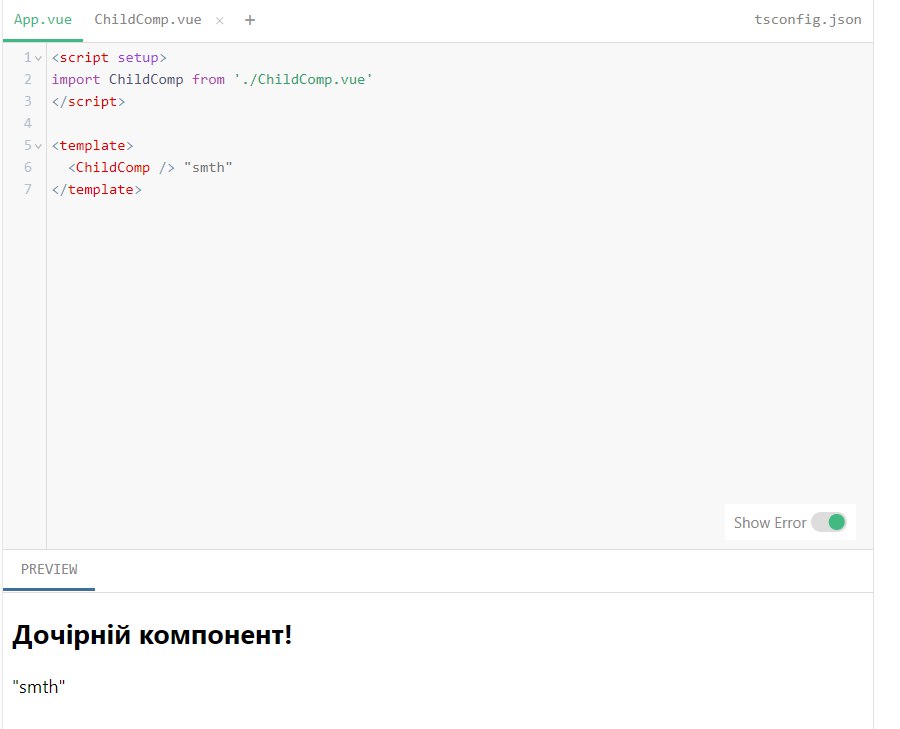 App.vue ChildComp.vue × + tsconfig.json
1 <script setup>
2 import ChildComp from './ChildComp.vue'
3 </script>
4
5 <template>
6   <ChildComp /> "smth"
7 </template>
Show Error
PREVIEW
Дочірній компонент!
"smth"